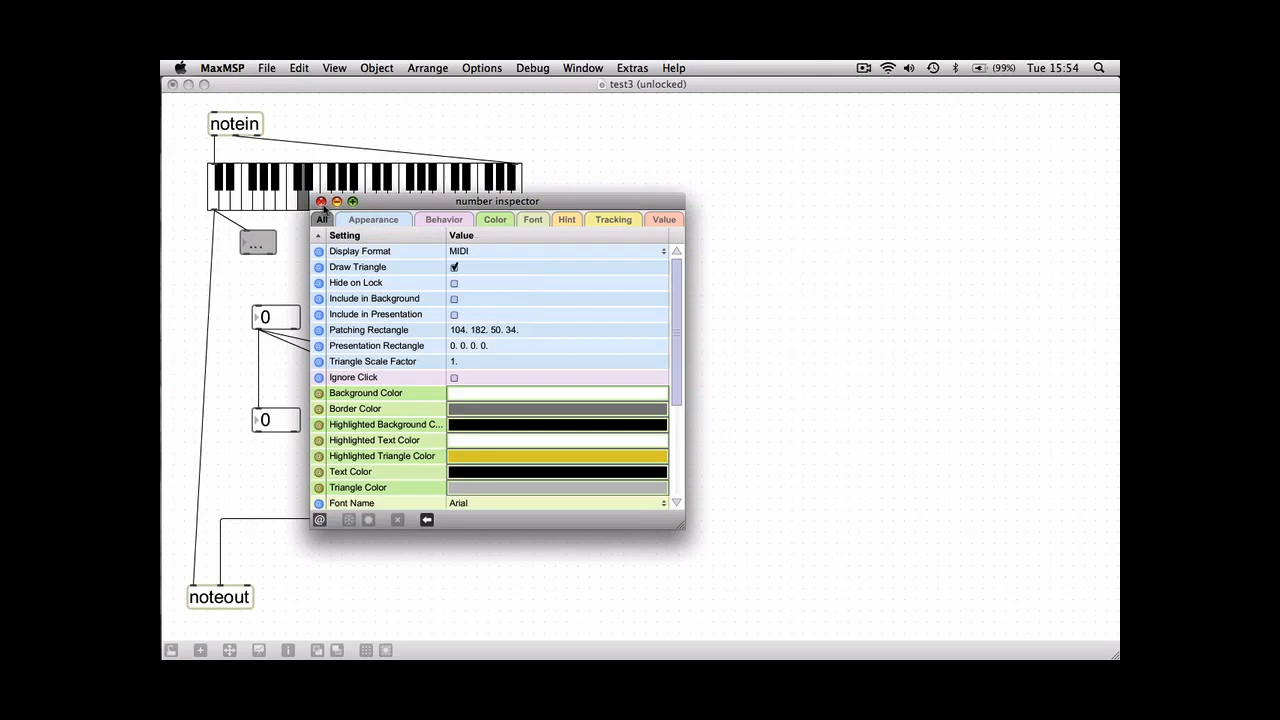 MaxMSP File Edit View Object Arrange Options Window Debug Extras Help (99%) Tue 15:54
test3 (unlocked)
notein
number inspector
All Appearance Behavior Color Font Hint Tracking Value
Setting Value
...
Display Format MIDI
Draw Triangle
Hide on Lock
Include in Background
Include in Presentation
0
Patching Rectangle 104. 182. 50. 34.
Presentation Rectangle 0. 0. 0. 0.
Triangle Scale Factor 1.
Ignore Click
Background Color
Border Color
0
Highlighted Background C...
Highlighted Text Color
Highlighted Triangle Color
Text Color
Triangle Color
Font Name Arial
noteout